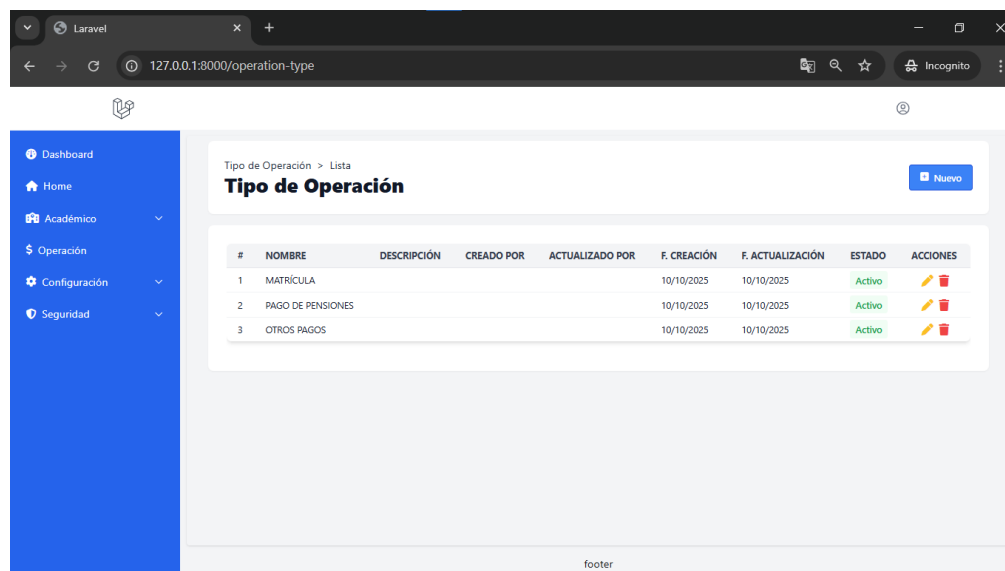 Laravel
127.0.0.1:8000/operation-type
Incognito
Dashboard
Home
Académico
$ Operación
Configuración
Seguridad
Tipo de Operación > Lista
Tipo de Operación
Nuevo
# NOMBRE DESCRIPCIÓN CREADO POR ACTUALIZADO POR F. CREACIÓN F. ACTUALIZACIÓN ESTADO ACCIONES
1 MATRÍCULA 10/10/2025 10/10/2025 Activo
2 PAGO DE PENSIONES 10/10/2025 10/10/2025 Activo
3 OTROS PAGOS 10/10/2025 10/10/2025 Activo
footer